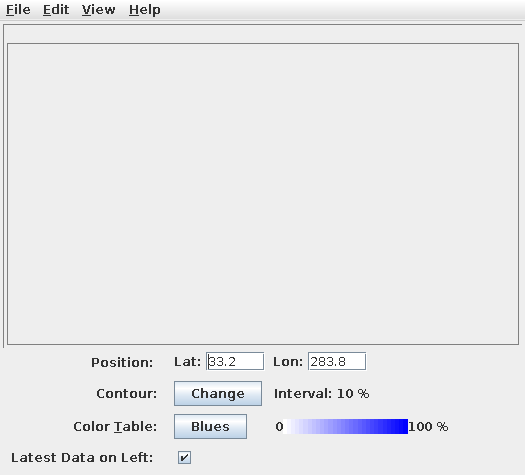 File Edit View Help
Position: Lat: 33.2 Lon: 283.8
Contour: Change Interval: 10 %
Color Table: Blues 0 100 %
Latest Data on Left: